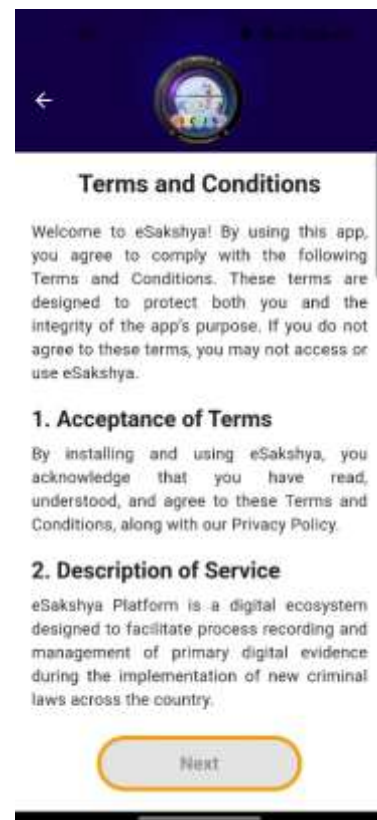 Terms and Conditions
Welcome to eSakshya! By using this app,
you agree to comply with the following
Terms and Conditions. These terms are
designed to protect both you and the
integrity of the app's purpose. If you do not
agree to these terms, you may not access or
use eSakshya.
1. Acceptance of Terms
By installing and using eSakshya, you
acknowledge that you have read,
understood, and agree to these Terms and
Conditions, along with our Privacy Policy.
2. Description of Service
eSakshya Platform is a digital ecosystem
designed to facilitate process recording and
management of primary digital evidence
during the implementation of new criminal
laws across the country.
Next